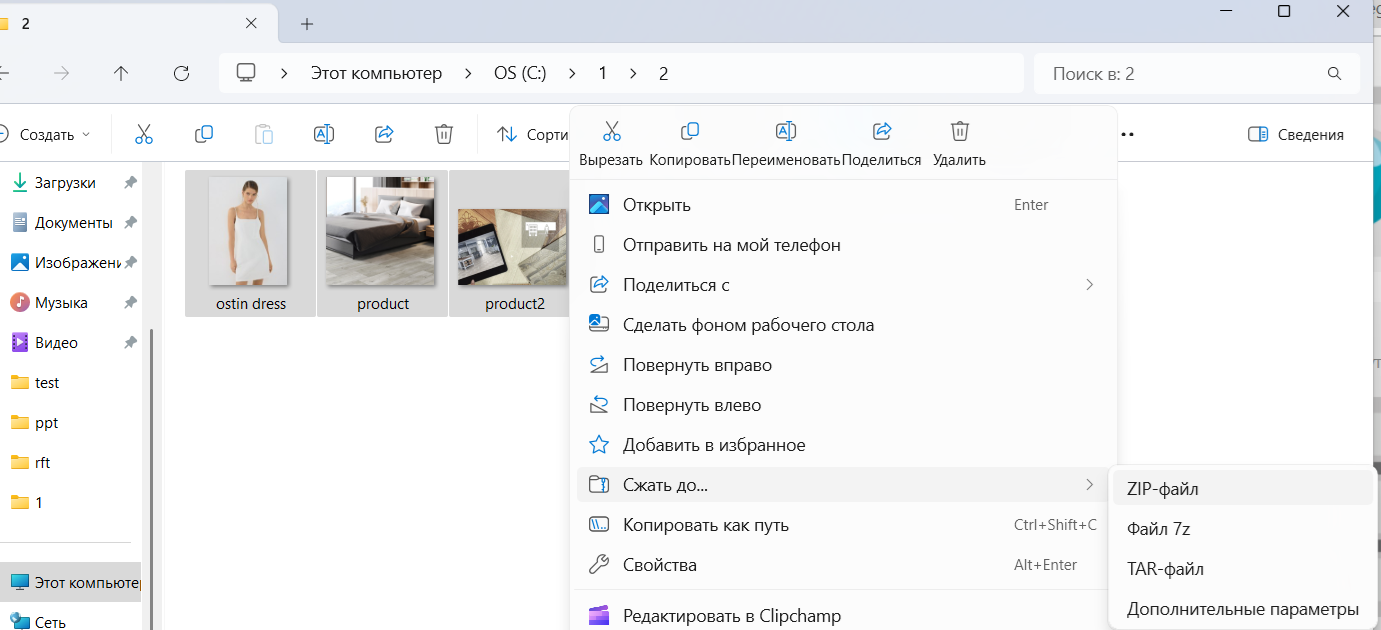 2
Этот компьютер
OS (C:)
1
2
Поиск в: 2
Создать
Сорти
Сведения
Вырезать
Копировать
Переименовать
Поделиться
Удалить
Загрузки
Документы
Изображени
Музыка
Видео
test
ppt
rft
1
Этот компьютер
Сеть
ostin dress
product
product2
Открыть Enter
Отправить на мой телефон
Поделиться с
Сделать фоном рабочего стола
Повернуть вправо
Повернуть влево
Добавить в избранное
Сжать до...
Копировать как путь Ctrl+Shift+C
Свойства Alt+Enter
Редактировать в Clipchamp
ZIP-файл
Файл 7z
TAR-файл
Дополнительные параметры